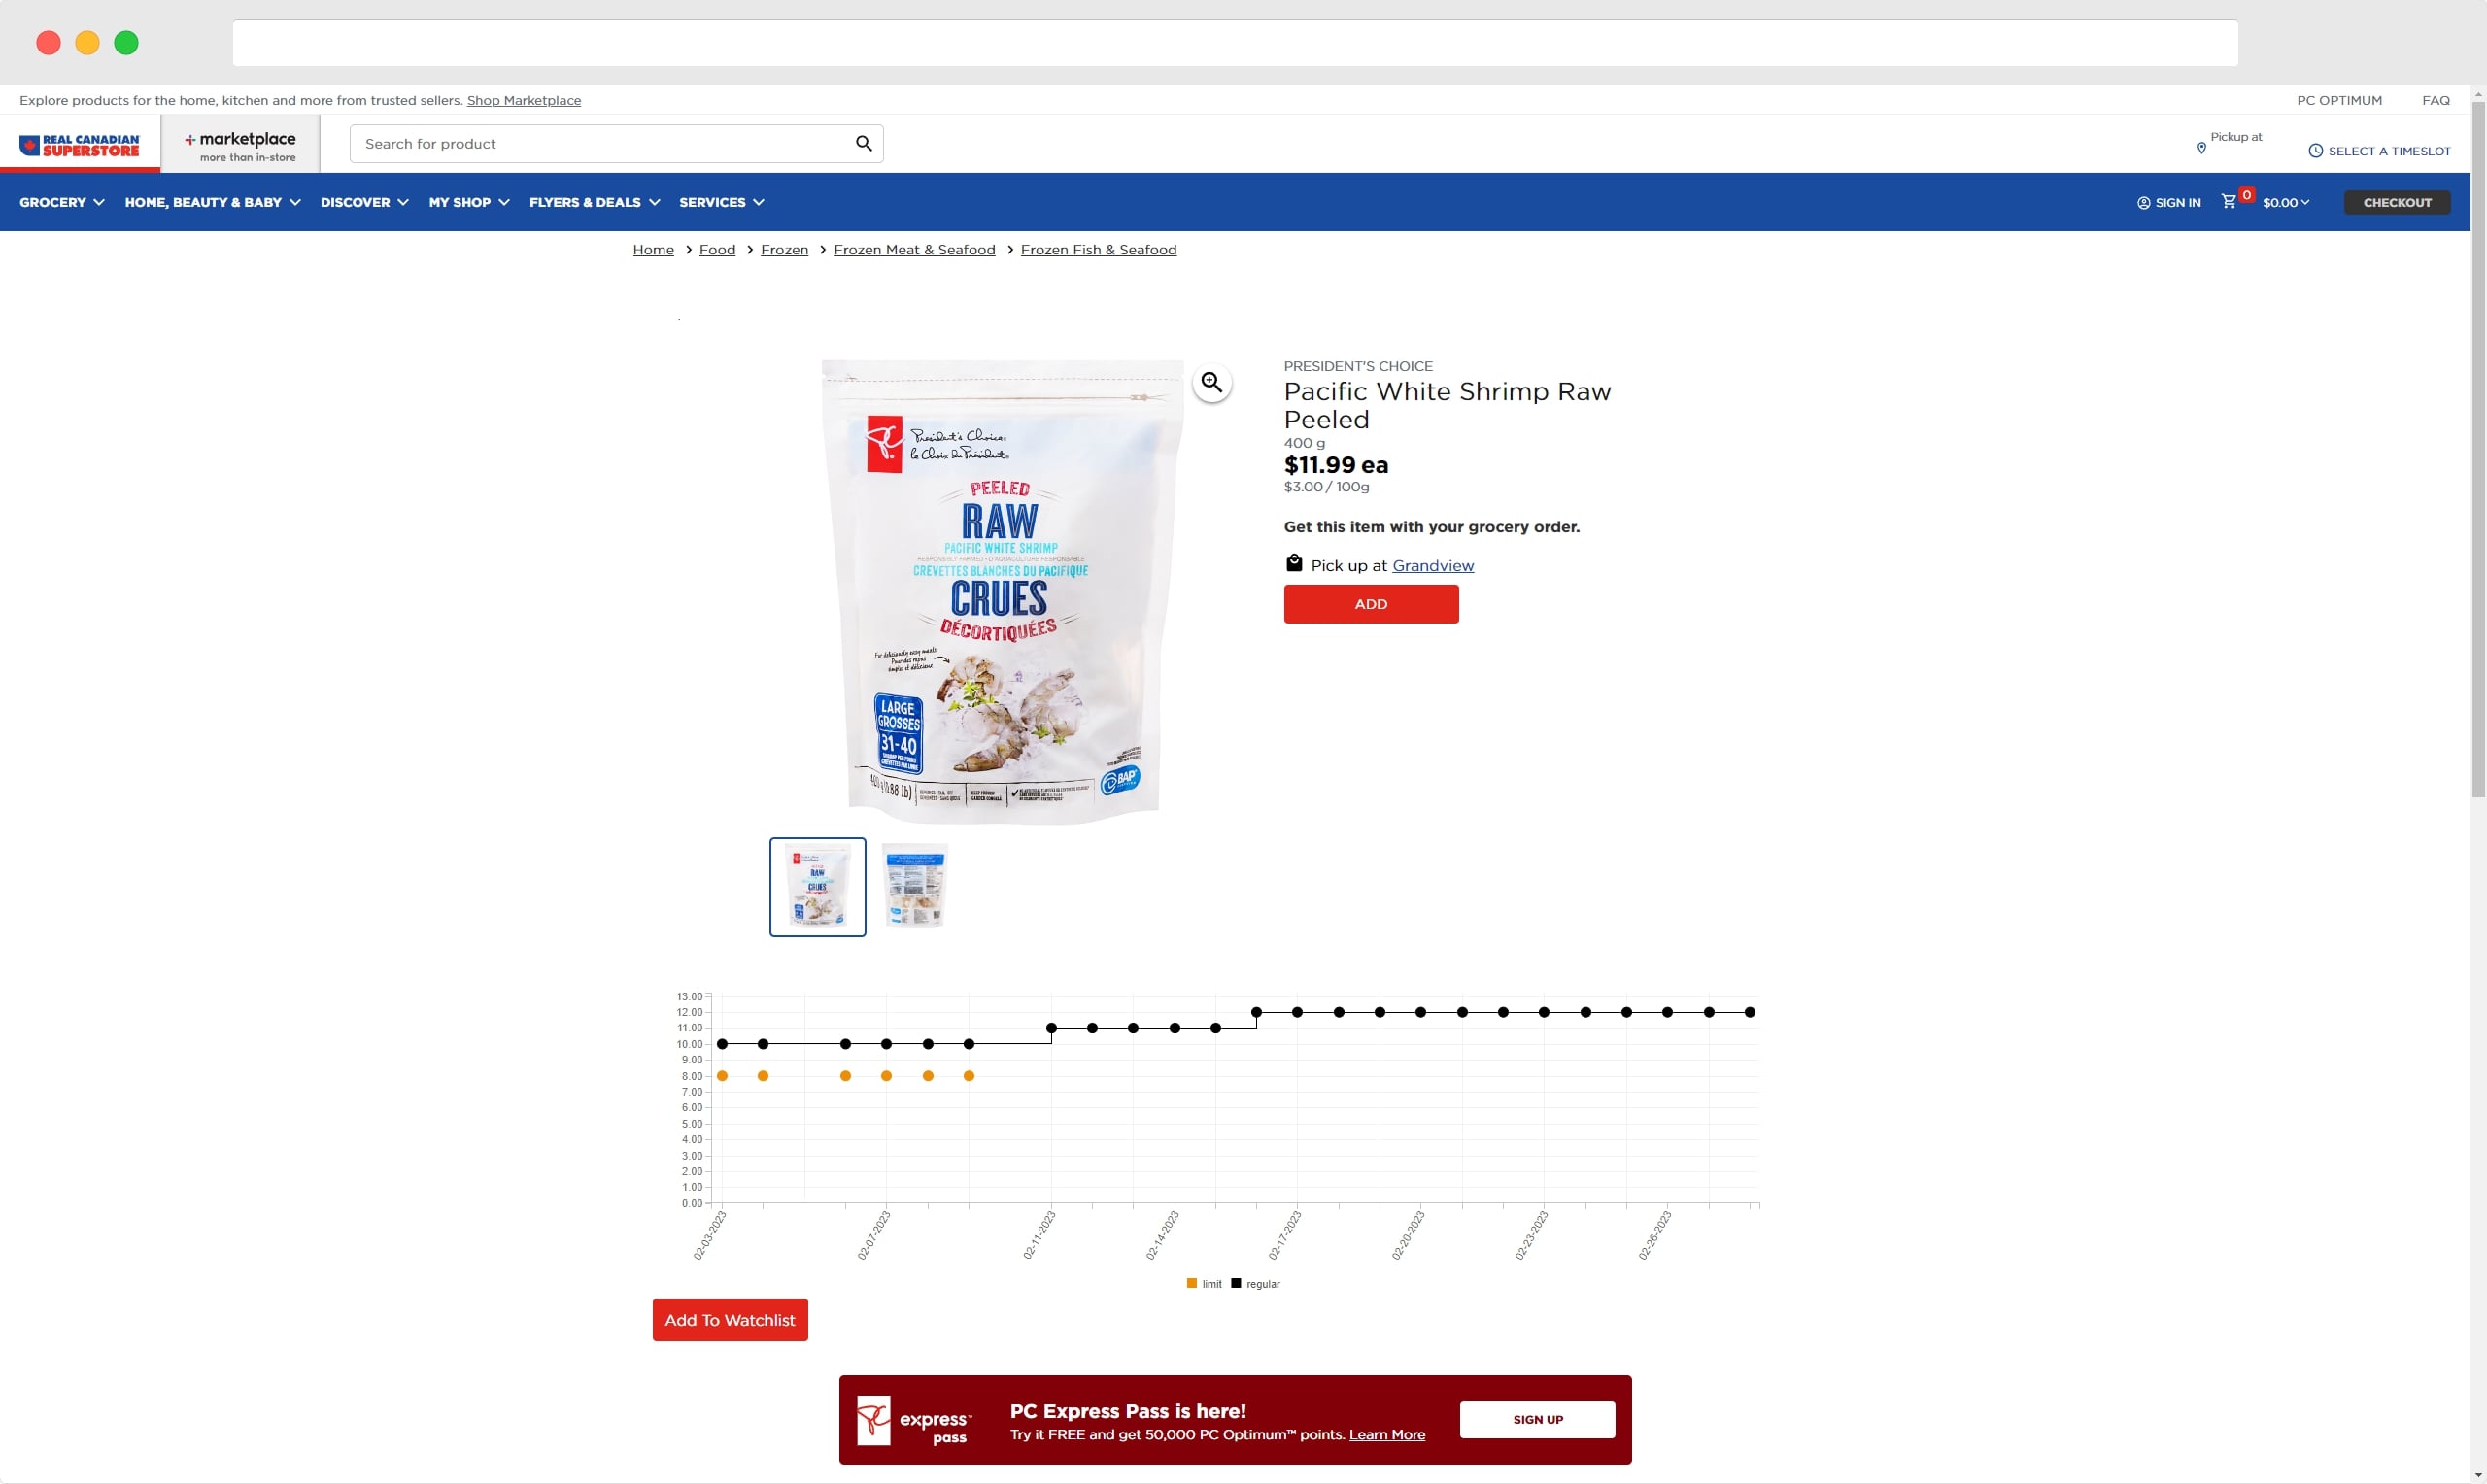 Explore products for the home, kitchen and more from trusted sellers. Shop Marketplace
PC OPTIMUM
FAQ
REAL CANADIAN
SUPERSTORE
marketplace
more than in-store
Search for product
Pickup at
SELECT A TIMESLOT
GROCERY
HOME, BEAUTY & BABY
DISCOVER
MY SHOP
FLYERS & DEALS
SERVICES
SIGN IN
0
$0.00
CHECKOUT
Home > Food > Frozen > Frozen Meat & Seafood > Frozen Fish & Seafood
President's Choice
le Choix du Président
PEELED
RAW
PACIFIC WHITE SHRIMP
RESPONSIBLY FARMED • D'AQUACULTURE RESPONSABLE
CREVETTES BLANCHES DU PACIFIQUE
CRUES
DÉCORTIQUÉES
LARGE
GROSSES
31-40
BAP
PRESIDENT'S CHOICE
Pacific White Shrimp Raw
Peeled
400 g
$11.99 ea
$3.00 / 100g
Get this item with your grocery order.
Pick up at Grandview
ADD
13.00
12.00
11.00
10.00
9.00
8.00
7.00
6.00
5.00
4.00
3.00
2.00
1.00
0.00
02-03-2023
02-07-2023
02-11-2023
02-14-2023
02-17-2023
02-20-2023
02-23-2023
02-26-2023
limit
regular
Add To Watchlist
express™
pass
PC Express Pass is here!
Try it FREE and get 50,000 PC Optimum™ points. Learn More
SIGN UP